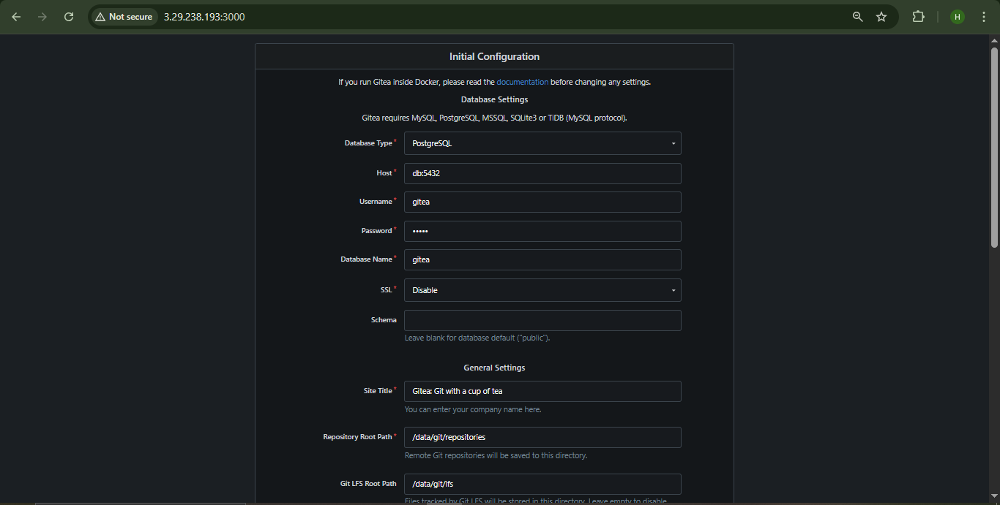 Not secure
3.29.238.193:3000
H
Initial Configuration
If you run Gitea inside Docker, please read the documentation before changing any settings.
Database Settings
Gitea requires MySQL, PostgreSQL, MSSQL, SQLite3 or TiDB (MySQL protocol).
Database Type*
PostgreSQL
Host*
db:5432
Username*
gitea
Password*
•••••
Database Name*
gitea
SSL*
Disable
Schema
Leave blank for database default ("public").
General Settings
Site Title*
Gitea: Git with a cup of tea
You can enter your company name here.
Repository Root Path*
/data/git/repositories
Remote Git repositories will be saved to this directory.
Git LFS Root Path
/data/git/lfs
Files tracked by Git LFS will be stored in this directory. Leave empty to disable.